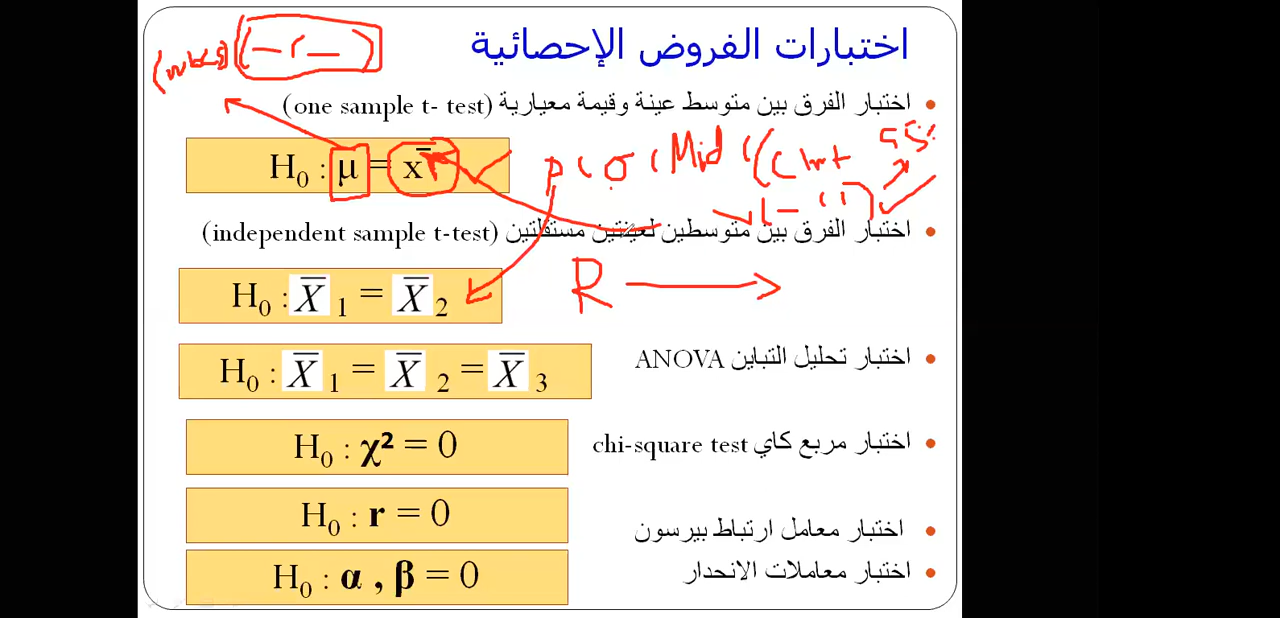 اختبارات الفروض الإحصائية
اختبار الفرق بين متوسط عينة وقيمة معيارية (one sample t- test)
H0 : μ = x̄
P ( σ ( Mid ( 55%
اختبار الفرق بين متوسطين لعينتين مستقلتين (independent sample t-test)
H0 : X̄ 1 = X̄ 2
R
اختبار تحليل التباين ANOVA
H0 : X̄ 1 = X̄ 2 = X̄ 3
اختبار مربع كاي chi-square test
H0 : χ² = 0
اختبار معامل ارتباط بيرسون
H0 : r = 0
اختبار معاملات الانحدار
H0 : α , β = 0